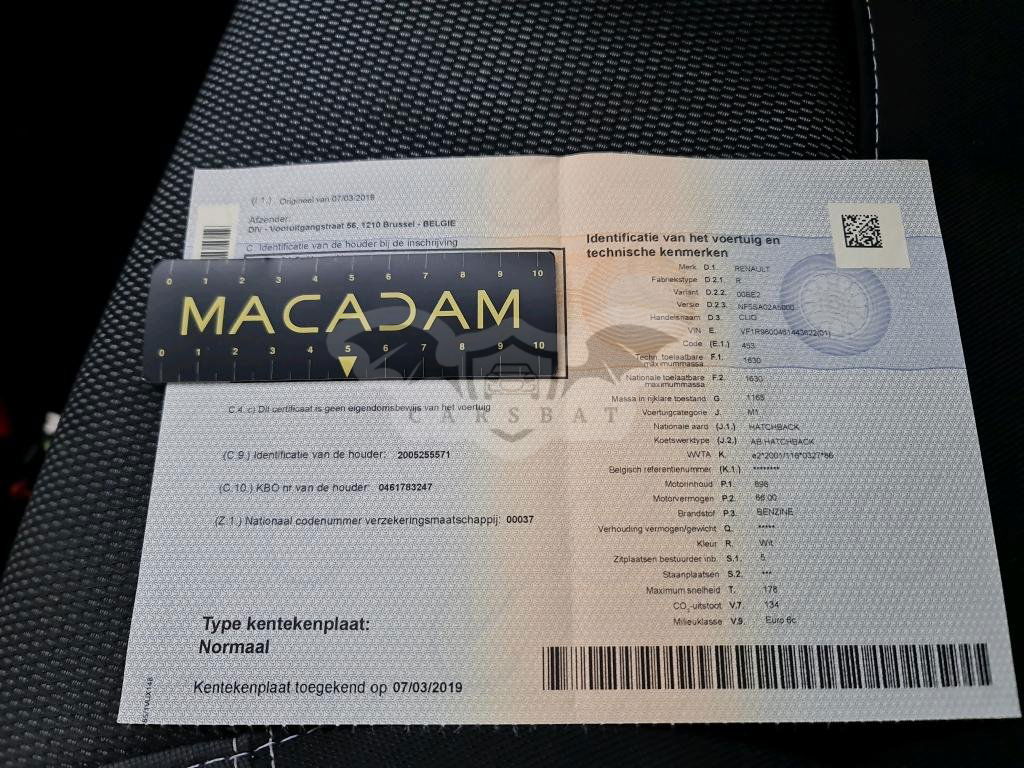 (I.1.) Origineel van 07/03/2019
Afzender:
DIV - Vooruitgangstraat 56, 1210 Brussel - BELGIE
C. Identificatie van de houder bij de inschrijving
0 1 2 3 4 5 6 7 8 9 10
MACADAM
0 1 2 3 4 5 6 7 8 9 10
C.4. c) Dit certificaat is geen eigendomsbewijs van het voertuig
(C.9.) Identificatie van de houder: 2005255571
(C.10.) KBO nr van de houder: 0461783247
(Z.1.) Nationaal codenummer verzekeringsmaatschappij: 00037
Type kentekenplaat:
Normaal
Kentekenplaat toegekend op 07/03/2019
Identificatie van het voertuig en
technische kenmerken
Merk D.1. RENAULT
Fabriekstype D.2.1. R
Variant D.2.2. 00BE2
Versie D.2.3. NF5SA02A5000
Handelsnaam D.3. CLIO
VIN E.
Code (E.1.) 453
Techn. toelaatbare maximummassa F.1. 1630
Nationale toelaatbare maximummassa F.2. 1630
Massa in rijklare toestand G. 1165
Voertuigcategorie J. M1
Nationale aard (J.1.) HATCHBACK
Koetswerktype (J.2.) AB HATCHBACK
WVTA K. e2*2001/116*0327*86
Belgisch referentienummer (K.1.) ********
Motorinhoud P.1. 898
Motorvermogen P.2. 66.00
Brandstof P.3. BENZINE
Verhouding vermogen/gewicht Q. *****
Kleur R. Wit
Zitplaatsen bestuurder inb. S.1. 5
Staanplaatsen S.2. ***
Maximum snelheid T. 178
CO2-uitstoot V.7. 134
Milieuklasse V.9. Euro 6c
CARSBAT